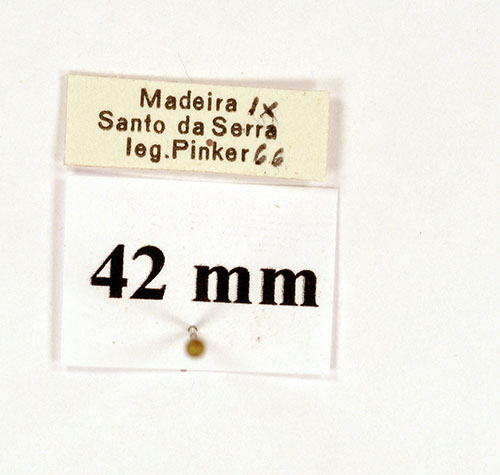 Madeira IX
Santo da Serra
leg.Pinker 66
42 mm